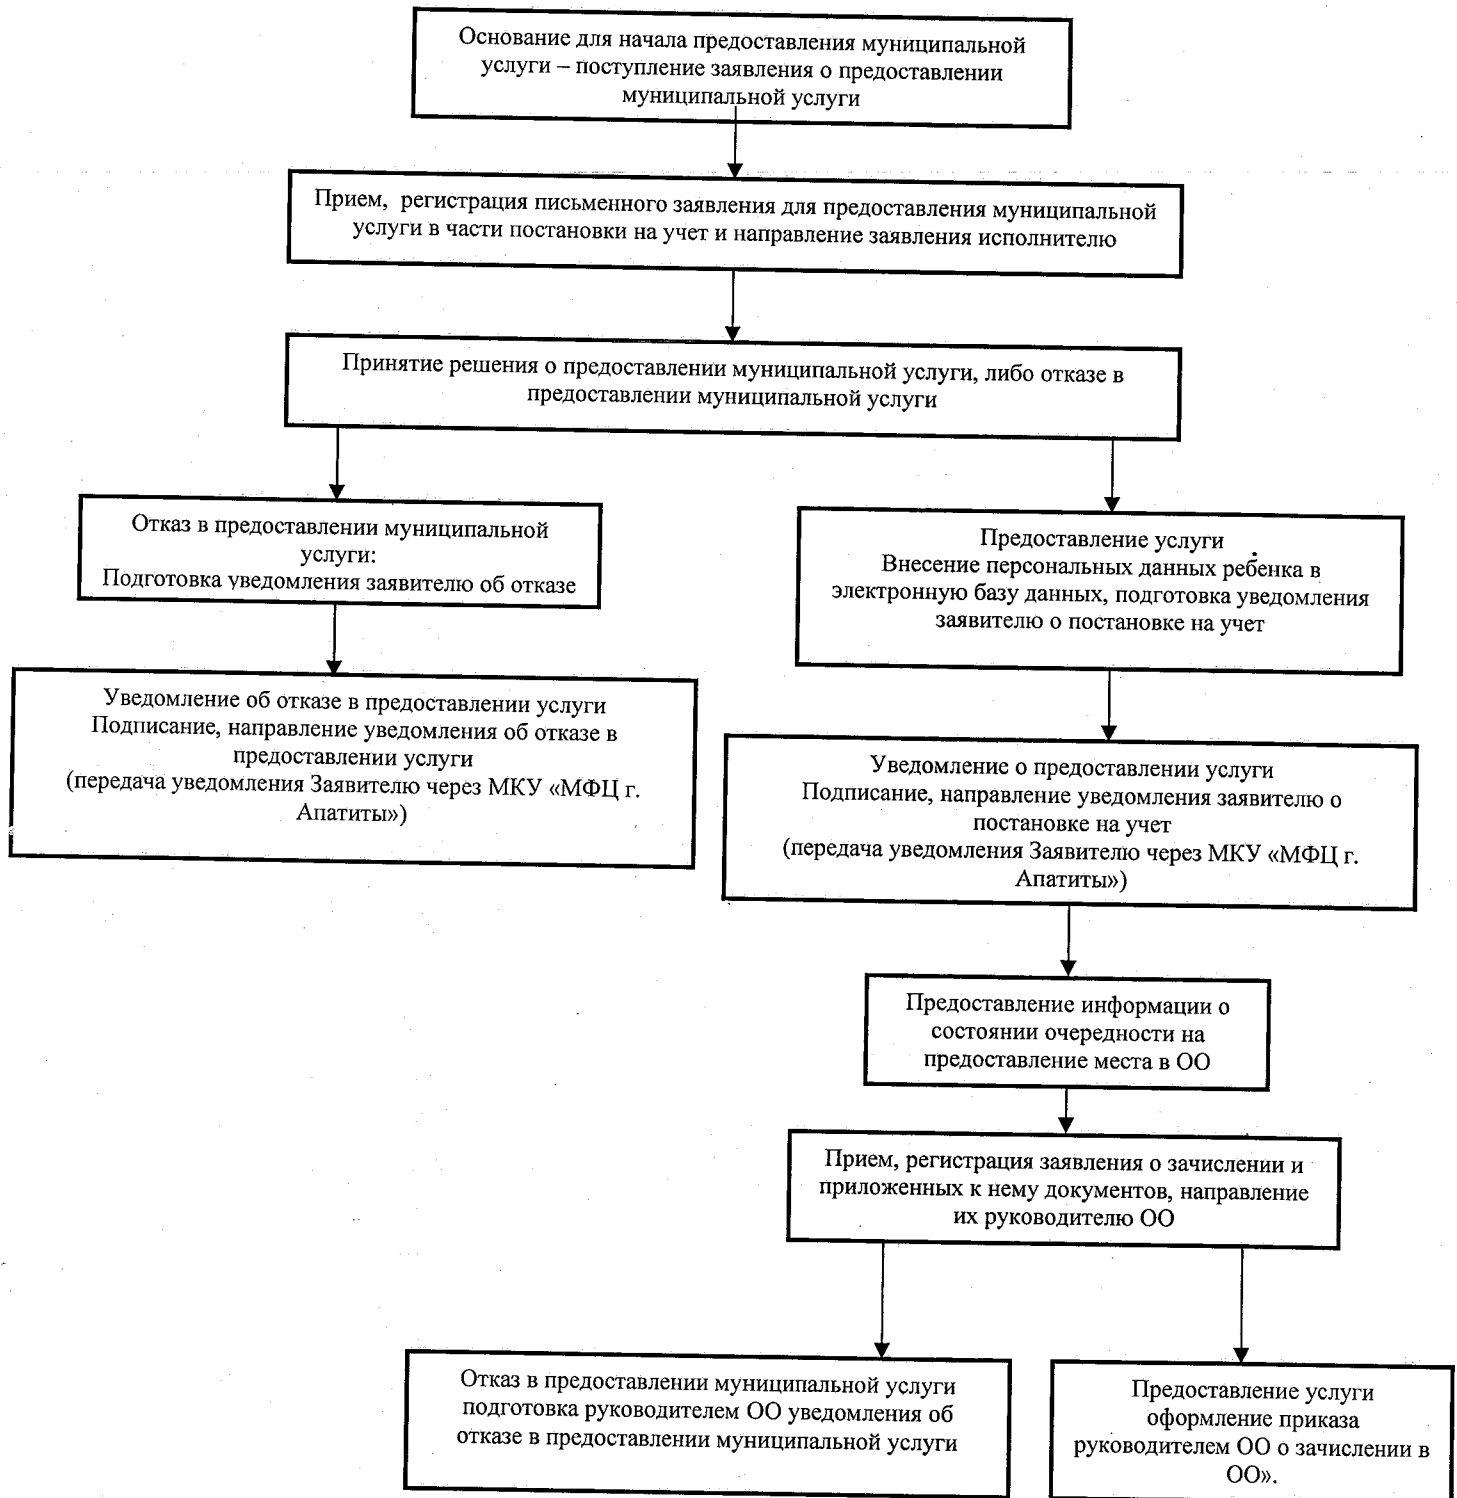 Основание для начала предоставления муниципальной
услуги – поступление заявления о предоставлении
муниципальной услуги
Прием, регистрация письменного заявления для предоставления муниципальной
услуги в части постановки на учет и направление заявления исполнителю
Принятие решения о предоставлении муниципальной услуги, либо отказе в
предоставлении муниципальной услуги
Отказ в предоставлении муниципальной
услуги:
Подготовка уведомления заявителю об отказе
Предоставление услуги
Внесение персональных данных ребенка в
электронную базу данных, подготовка уведомления
заявителю о постановке на учет
Уведомление об отказе в предоставлении услуги
Подписание, направление уведомления об отказе в
предоставлении услуги
(передача уведомления Заявителю через МКУ «МФЦ г.
Апатиты»)
Уведомление о предоставлении услуги
Подписание, направление уведомления заявителю о
постановке на учет
(передача уведомления Заявителю через МКУ «МФЦ г.
Апатиты»)
Предоставление информации о
состоянии очередности на
предоставление места в ОО
Прием, регистрация заявления о зачислении и
приложенных к нему документов, направление
их руководителю ОО
Отказ в предоставлении муниципальной услуги
подготовка руководителем ОО уведомления об
отказе в предоставлении муниципальной услуги
Предоставление услуги
оформление приказа
руководителем ОО о зачислении в
ОО».